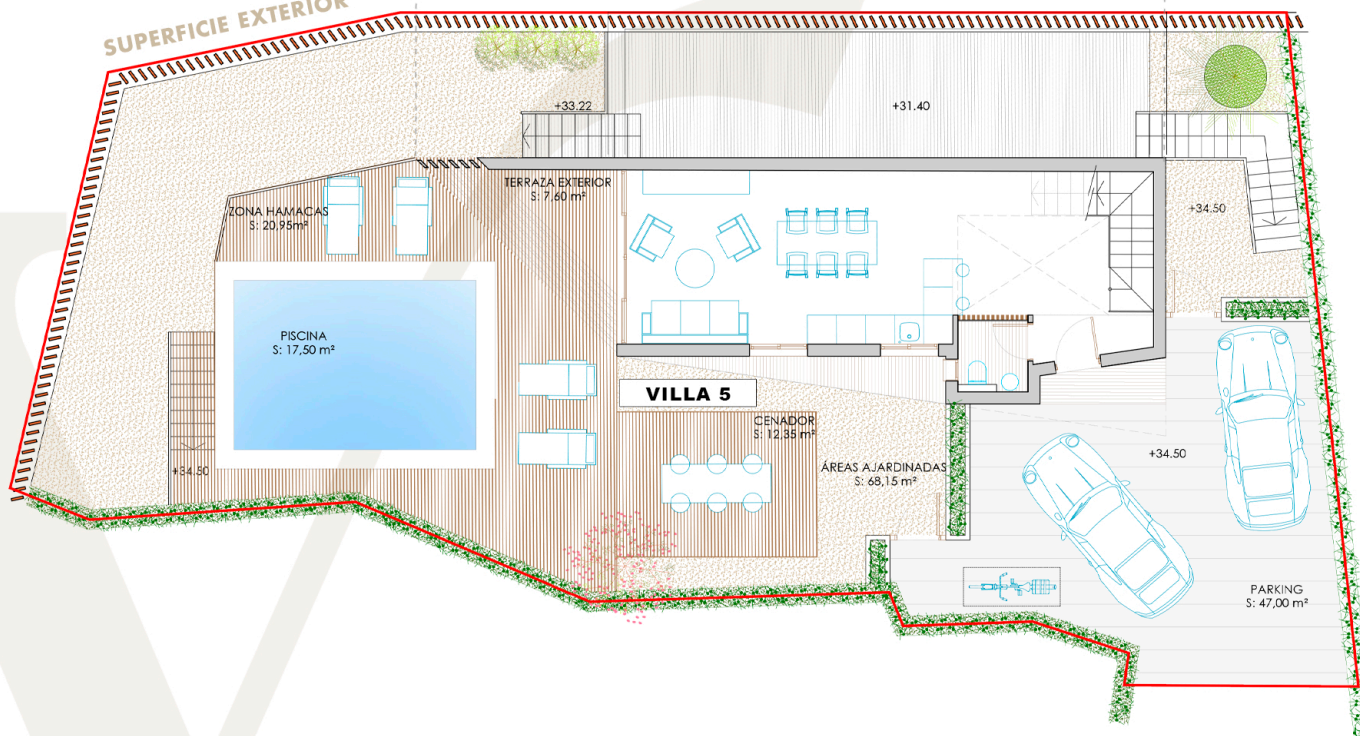 SUPERFICIE EXTERIOR
+33.22
+31.40
TERRAZA EXTERIOR
S: 7,60 m²
ZONA HAMACAS
S: 20,95m²
+34.50
PISCINA
S: 17,50 m²
VILLA 5
CENADOR
S: 12,35 m²
+34.50
ÁREAS AJARDINADAS
S: 68,15 m²
+34.50
PARKING
S: 47,00 m²